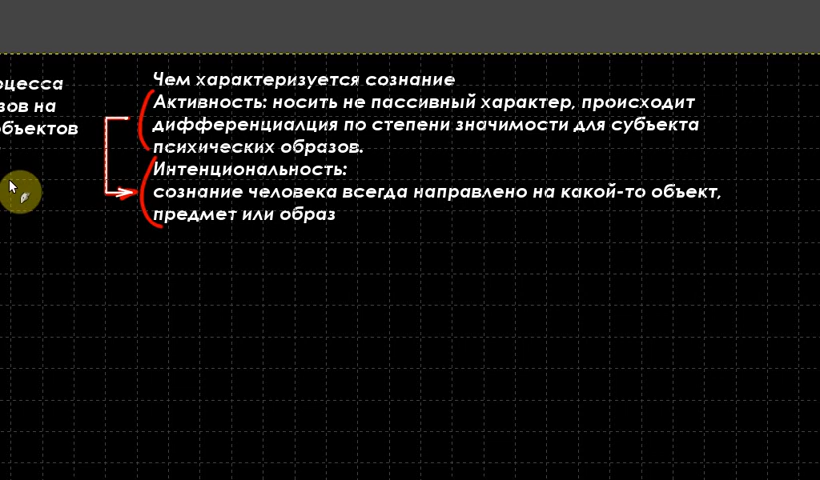 оцесса
зов на
объектов
Чем характеризуется сознание
Активность: носить не пассивный характер, происходит
дифференциалция по степени значимости для субъекта
психических образов.
Интенциональность:
сознание человека всегда направлено на какой-то объект,
предмет или образ